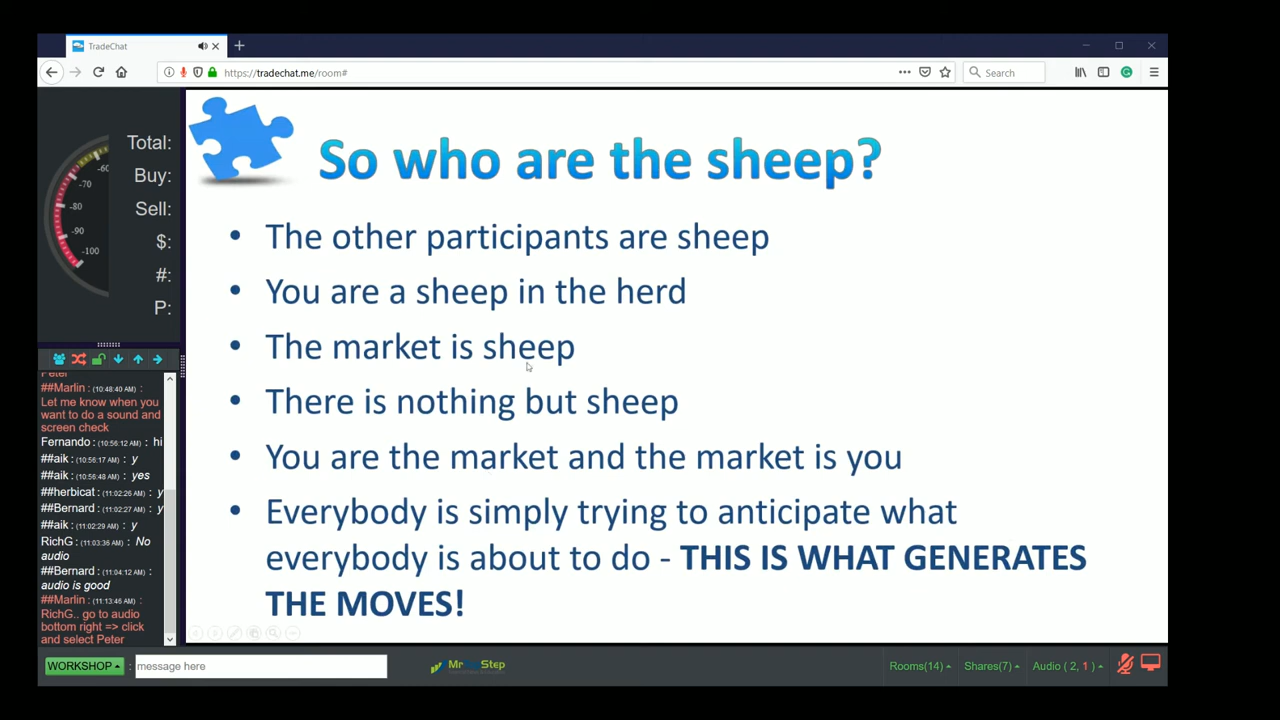 TradeChat
https://tradechat.me/room#
Search
Total:
Buy:
Sell:
$:
#:
P:
-60
-70
-80
-90
-100
So who are the sheep?
• The other participants are sheep
• You are a sheep in the herd
• The market is sheep
• There is nothing but sheep
• You are the market and the market is you
• Everybody is simply trying to anticipate what
everybody is about to do - THIS IS WHAT GENERATES
THE MOVES!
Peter
##Marlin : (10:48:40 AM) :
Let me know when you
want to do a sound and
screen check
Fernando : (10:56:12 AM) : hi
##aik : (10:56:17 AM) : y
##aik : (10:56:48 AM) : yes
##herbicat : (11:02:26 AM) : y
##Bernard : (11:02:27 AM) : y
##aik : (11:02:29 AM) : y
RichG : (11:03:36 AM) : No
audio
##Bernard : (11:04:12 AM) :
audio is good
##Marlin : (11:13:46 AM) :
RichG.. go to audio
bottom right => click
and select Peter
WORKSHOP
:
message here
Rooms(14)
Shares(7)
Audio ( 2, 1 )